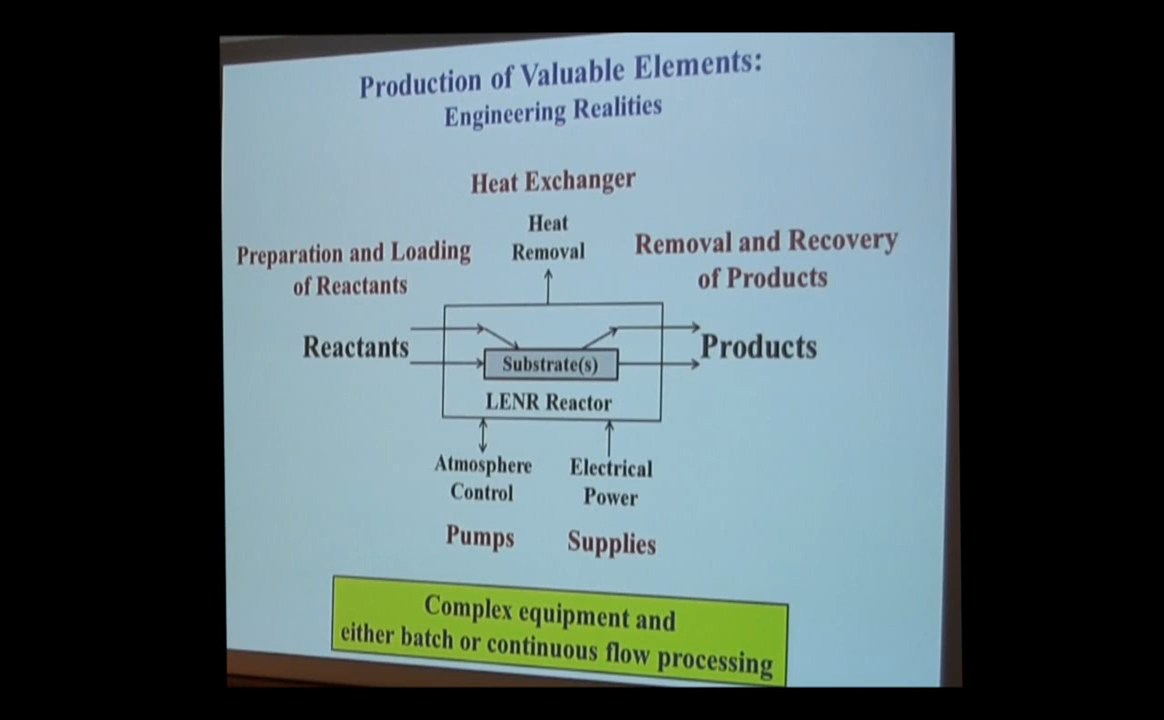 Production of Valuable Elements:
Engineering Realities
Heat Exchanger
Heat
Removal
Preparation and Loading
of Reactants
Removal and Recovery
of Products
Reactants
Products
Substrate(s)
LENR Reactor
Atmosphere
Control
Electrical
Power
Pumps
Supplies
Complex equipment and
either batch or continuous flow processing